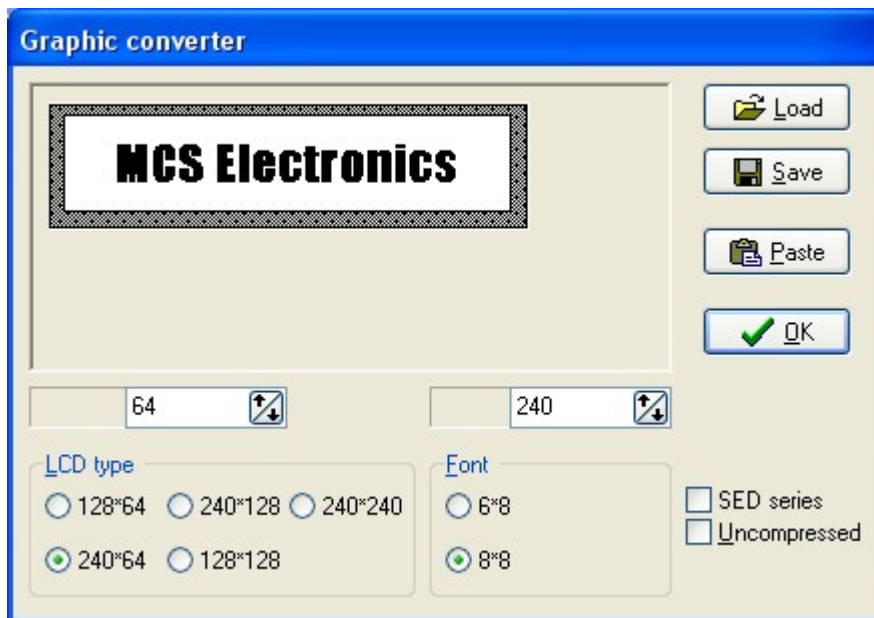 Graphic converter
MCS Electronics
Load
Save
Paste
OK
64
240
LCD type
128*64
240*128
240*240
240*64
128*128
Font
6*8
8*8
SED series
Uncompressed